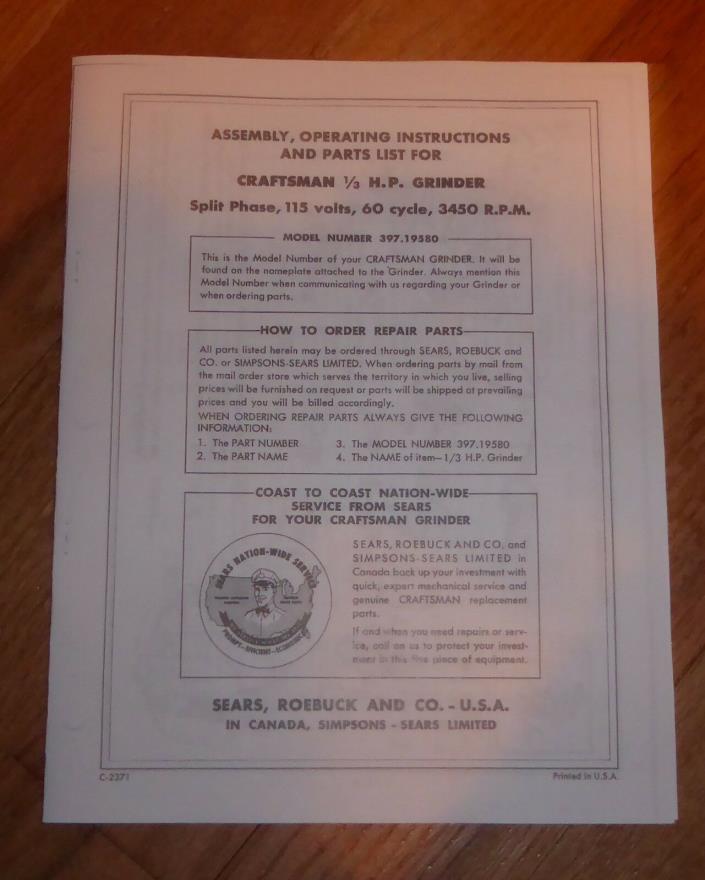 ASSEMBLY, OPERATING INSTRUCTIONS
AND PARTS LIST FOR
CRAFTSMAN 1/3 H.P. GRINDER
Split Phase, 115 volts, 60 cycle, 3450 R.P.M.
MODEL NUMBER 397.19580
This is the Model Number of your CRAFTSMAN GRINDER. It will be
found on the nameplate attached to the Grinder. Always mention this
Model Number when communicating with us regarding your Grinder or
when ordering parts.
HOW TO ORDER REPAIR PARTS
All parts listed herein may be ordered through SEARS, ROEBUCK and
CO. or SIMPSONS-SEARS LIMITED. When ordering parts by mail from
the mail order store which serves the territory in which you live, selling
prices will be furnished on request or parts will be shipped at prevailing
prices and you will be billed accordingly.
WHEN ORDERING REPAIR PARTS ALWAYS GIVE THE FOLLOWING
INFORMATION:
1. The PART NUMBER 3. The MODEL NUMBER 397.19580
2. The PART NAME 4. The NAME of item—1/3 H.P. Grinder
COAST TO COAST NATION-WIDE
SERVICE FROM SEARS
FOR YOUR CRAFTSMAN GRINDER
SEARS NATION-WIDE SERVICE
PROMPT-EFFICIENT-ECONOMICAL
SEARS, ROEBUCK AND CO. and
SIMPSONS-SEARS LIMITED in
Canada back up your investment with
quick, expert mechanical service and
genuine CRAFTSMAN replacement
parts.
If and when you need repairs or serv-
ice, call on us to protect your invest-
ment in this fine piece of equipment.
SEARS, ROEBUCK AND CO. - U.S.A.
IN CANADA, SIMPSONS - SEARS LIMITED
C-2371 Printed in U.S.A.